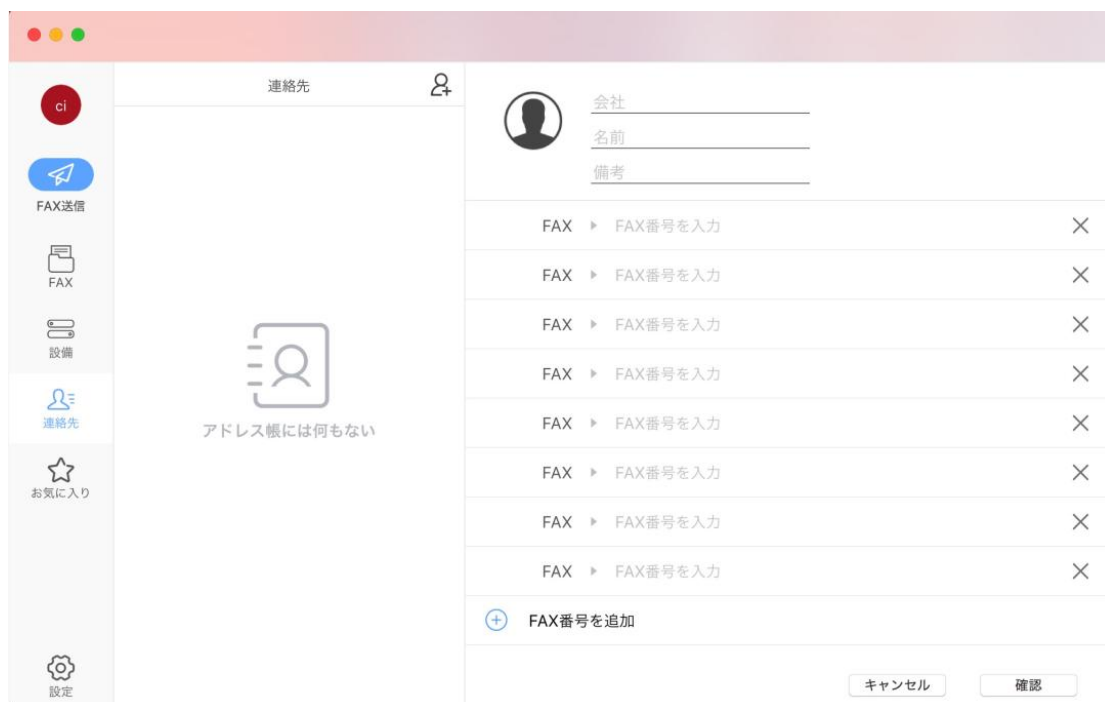 ci
FAX送信
FAX
設備
連絡先
お気に入り
設定
連絡先
アドレス帳には何もない
会社
名前
備考
FAX FAX番号を入力
FAX FAX番号を入力
FAX FAX番号を入力
FAX FAX番号を入力
FAX FAX番号を入力
FAX FAX番号を入力
FAX FAX番号を入力
FAX FAX番号を入力
FAX番号を追加
キャンセル 確認